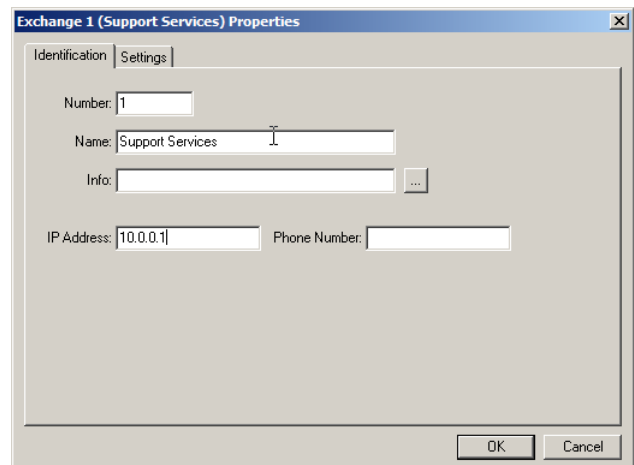 Exchange 1 (Support Services) Properties
Identification Settings
Number: 1
Name: Support Services
Info: ...
IP Address: 10.0.0.1 Phone Number:
OK Cancel